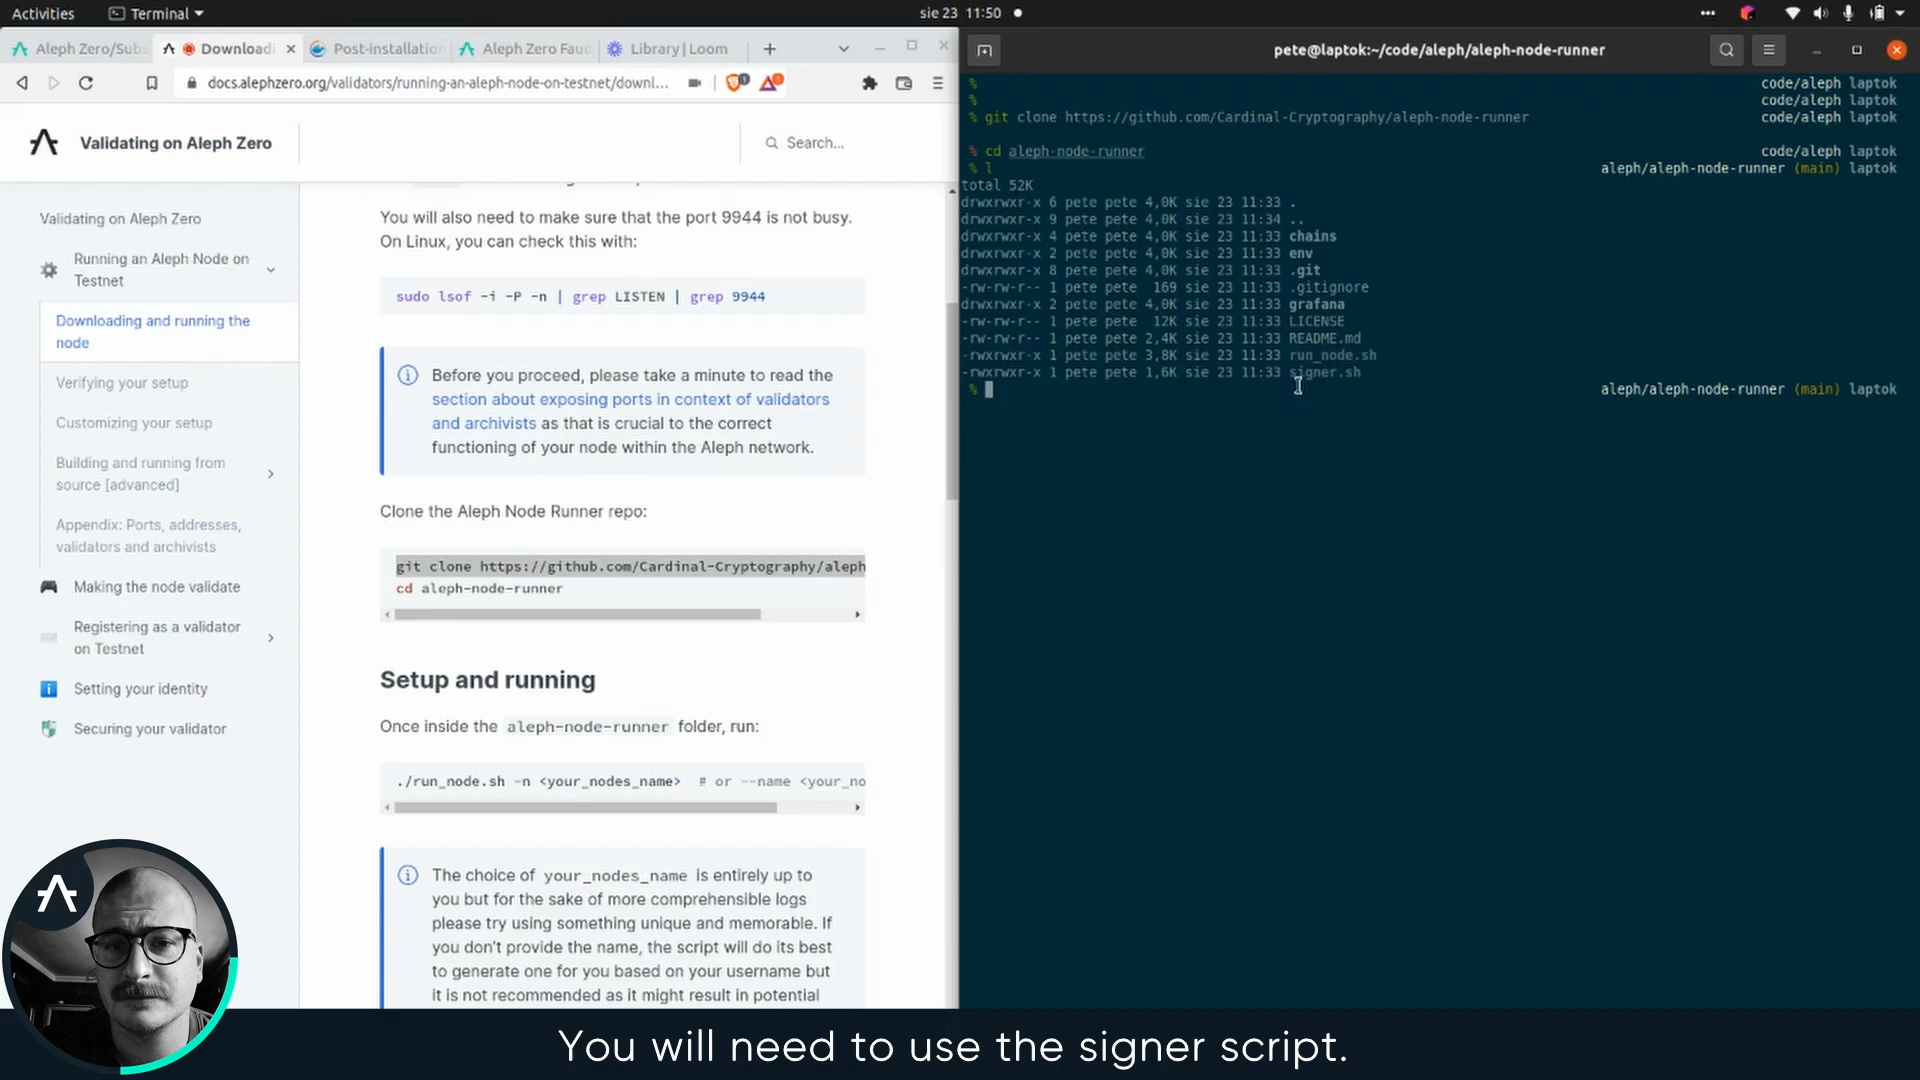 Activities
Terminal
sie 23 11:50
Aleph Zero/Subs
Downloadi
Post-installation
Aleph Zero Fauc
Library | Loom
docs.alephzero.org/validators/running-an-aleph-node-on-testnet/downl...
Validating on Aleph Zero
Search...
Validating on Aleph Zero
Running an Aleph Node on
Testnet
Downloading and running the
node
Verifying your setup
Customizing your setup
Building and running from
source [advanced]
Appendix: Ports, addresses,
validators and archivists
Making the node validate
Registering as a validator
on Testnet
Setting your identity
Securing your validator
You will also need to make sure that the port 9944 is not busy.
On Linux, you can check this with:
sudo lsof -i -P -n | grep LISTEN | grep 9944
Before you proceed, please take a minute to read the
section about exposing ports in context of validators
and archivists as that is crucial to the correct
functioning of your node within the Aleph network.
Clone the Aleph Node Runner repo:
git clone https://github.com/Cardinal-Cryptography/aleph
cd aleph-node-runner
Setup and running
Once inside the aleph-node-runner folder, run:
./run_node.sh -n <your_nodes_name> # or --name <your_no
The choice of your_nodes_name is entirely up to
you but for the sake of more comprehensible logs
please try using something unique and memorable. If
you don't provide the name, the script will do its best
to generate one for you based on your username but
it is not recommended as it might result in potential
pete@laptok:~/code/aleph/aleph-node-runner
% code/aleph laptok
% code/aleph laptok
% git clone https://github.com/Cardinal-Cryptography/aleph-node-runner code/aleph laptok
% cd aleph-node-runner code/aleph laptok
% l aleph/aleph-node-runner (main) laptok
total 52K
drwxrwxr-x 6 pete pete 4,0K sie 23 11:33 .
drwxrwxr-x 9 pete pete 4,0K sie 23 11:34 ..
drwxrwxr-x 4 pete pete 4,0K sie 23 11:33 chains
drwxrwxr-x 2 pete pete 4,0K sie 23 11:33 env
drwxrwxr-x 8 pete pete 4,0K sie 23 11:33 .git
-rw-rw-r-- 1 pete pete 169 sie 23 11:33 .gitignore
drwxrwxr-x 2 pete pete 4,0K sie 23 11:33 grafana
-rw-rw-r-- 1 pete pete 12K sie 23 11:33 LICENSE
-rw-rw-r-- 1 pete pete 2,4K sie 23 11:33 README.md
-rwxrwxr-x 1 pete pete 3,8K sie 23 11:33 run_node.sh
-rwxrwxr-x 1 pete pete 1,6K sie 23 11:33 signer.sh
% aleph/aleph-node-runner (main) laptok
You will need to use the signer script.